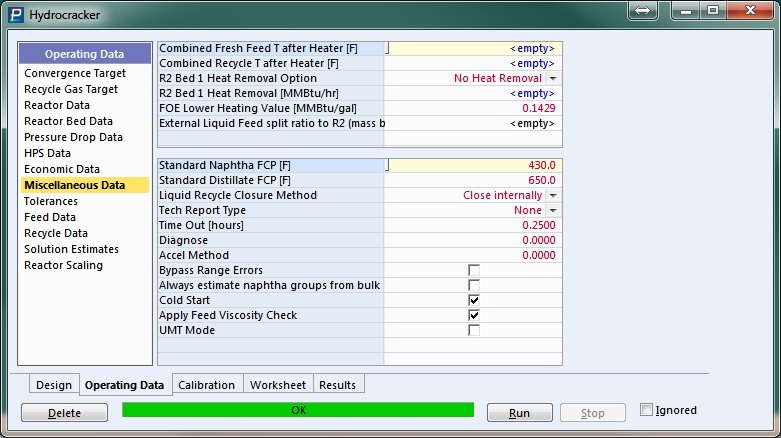 Hydrocracker
Operating Data
Convergence Target
Recycle Gas Target
Reactor Data
Reactor Bed Data
Pressure Drop Data
HPS Data
Economic Data
Miscellaneous Data
Tolerances
Feed Data
Recycle Data
Solution Estimates
Reactor Scaling
Combined Fresh Feed T after Heater [F] <empty>
Combined Recycle T after Heater [F] <empty>
R2 Bed 1 Heat Removal Option No Heat Removal
R2 Bed 1 Heat Removal [MMBtu/hr] <empty>
FOE Lower Heating Value [MMBtu/gal] 0.1429
External Liquid Feed split ratio to R2 (mass b <empty>
Standard Naphtha FCP [F] 430.0
Standard Distillate FCP [F] 650.0
Liquid Recycle Closure Method Close internally
Tech Report Type None
Time Out [hours] 0.2500
Diagnose 0.0000
Accel Method 0.0000
Bypass Range Errors
Always estimate naphtha groups from bulk
Cold Start
Apply Feed Viscosity Check
UMT Mode
Design Operating Data Calibration Worksheet Results
Delete OK Run Stop Ignored